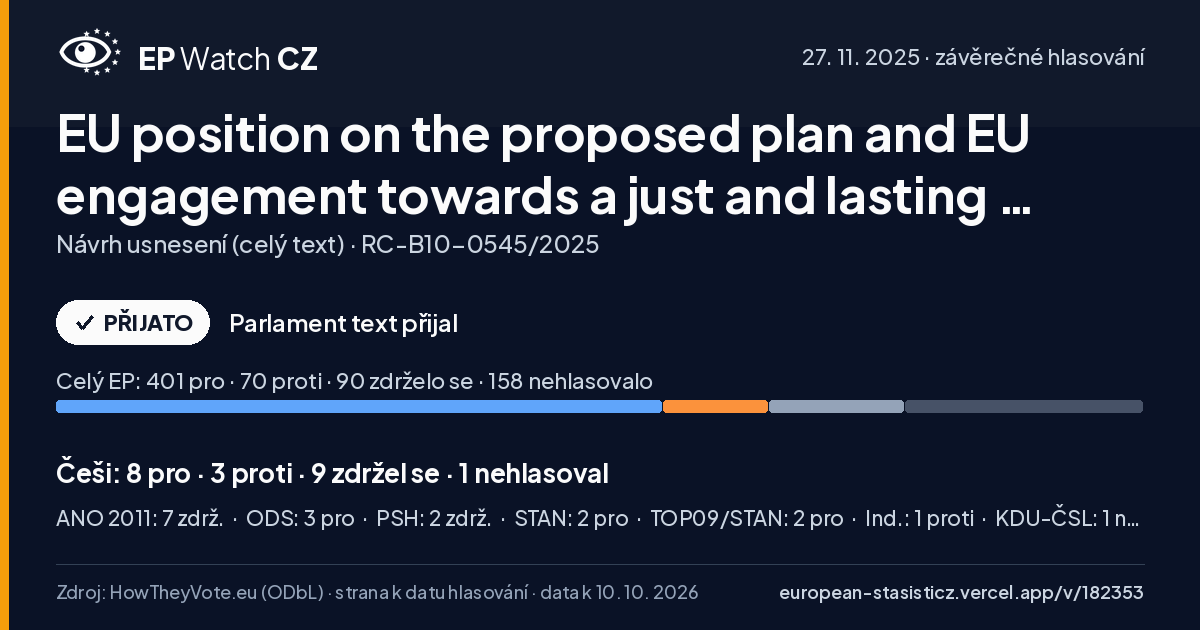 EP Watch CZ
27. 11. 2025 · závěrečné hlasování
EU position on the proposed plan and EU
engagement towards a just and lasting …
Návrh usnesení (celý text) · RC-B10-0545/2025
✓ PŘIJATO
Parlament text přijal
Celý EP: 401 pro · 70 proti · 90 zdrželo se · 158 nehlasovalo
Češi: 8 pro · 3 proti · 9 zdržel se · 1 nehlasoval
ANO 2011: 7 zdrž. · ODS: 3 pro · PSH: 2 zdrž. · STAN: 2 pro · TOP09/STAN: 2 pro · Ind.: 1 proti · KDU-ČSL: 1 n…
Zdroj: HowTheyVote.eu (ODbL) · strana k datu hlasování · data k 10. 10. 2026
european-stasisticz.vercel.app/v/182353